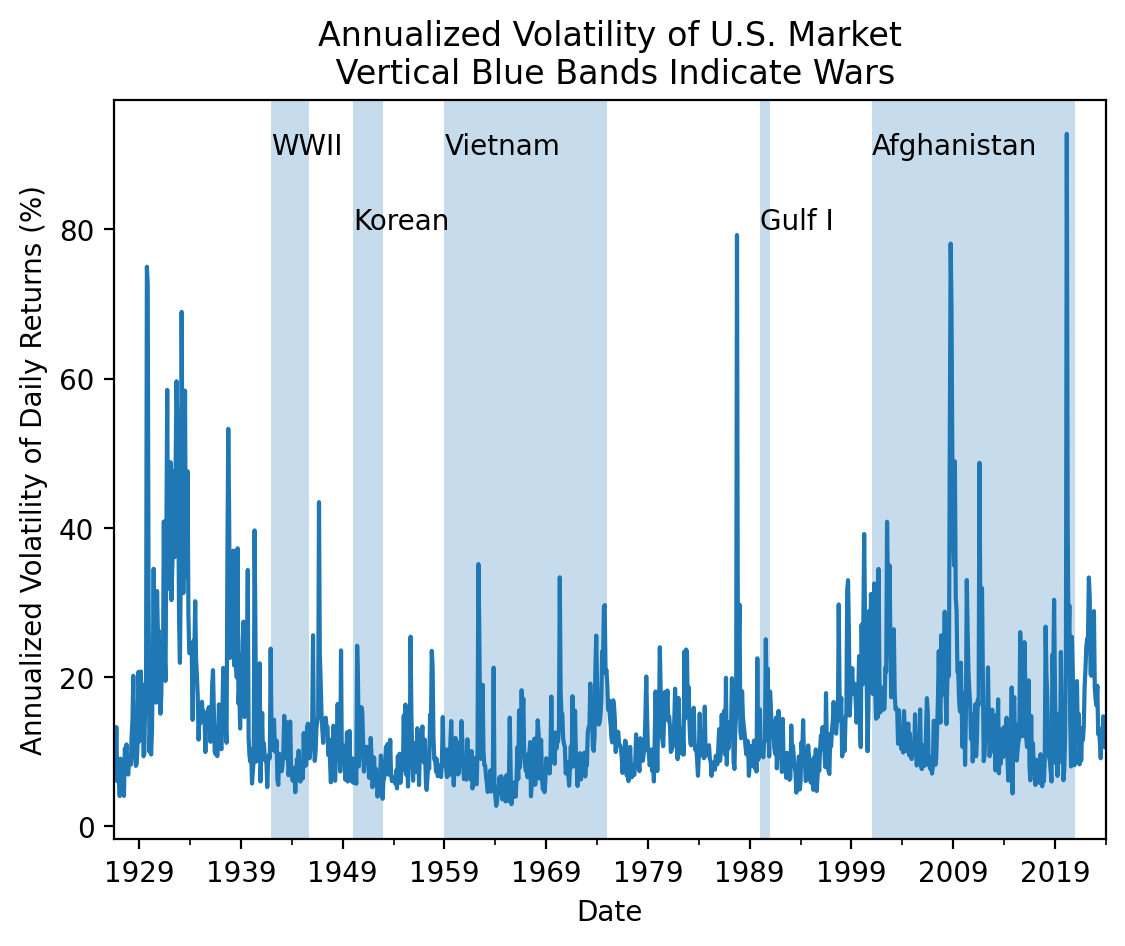 Annualized Volatility of U.S. Market
Vertical Blue Bands Indicate Wars
WWII
Vietnam
Afghanistan
Korean
Gulf I
Annualized Volatility of Daily Returns (%)
80
60
40
20
0
1929 1939 1949 1959 1969 1979 1989 1999 2009 2019
Date